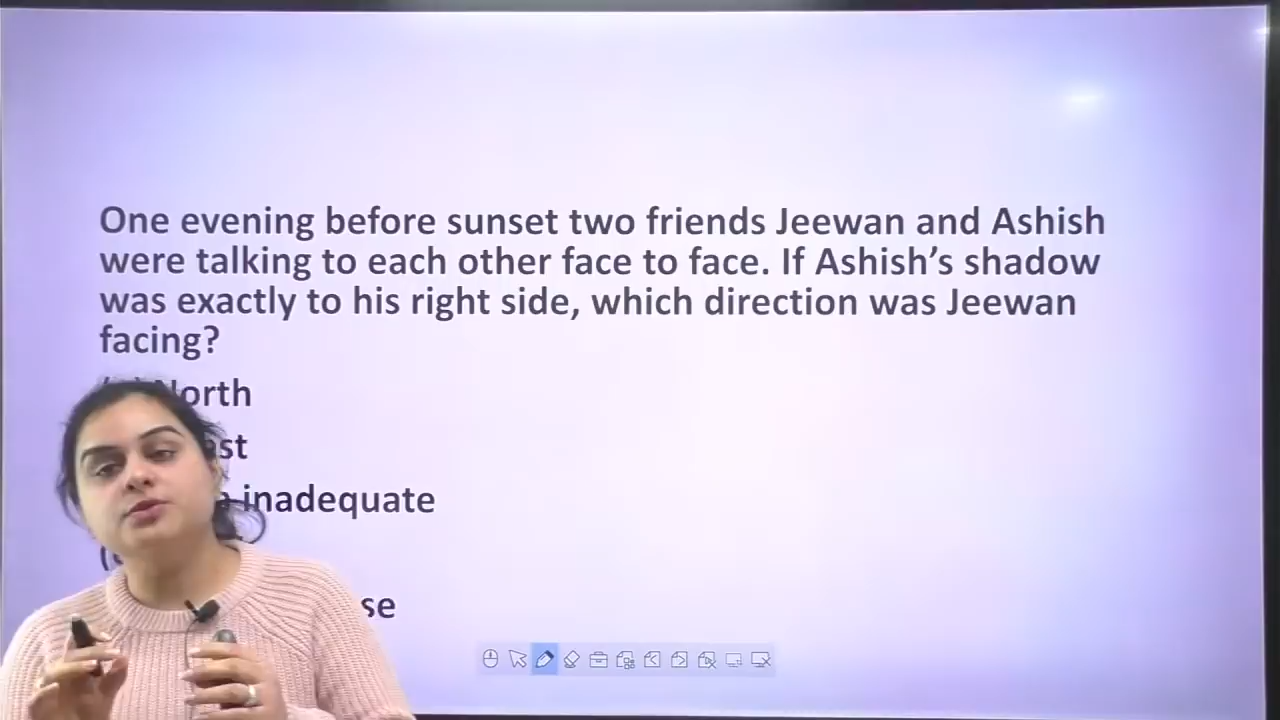 One evening before sunset two friends Jeewan and Ashish
were talking to each other face to face. If Ashish’s shadow
was exactly to his right side, which direction was Jeewan
facing?
North
inadequate